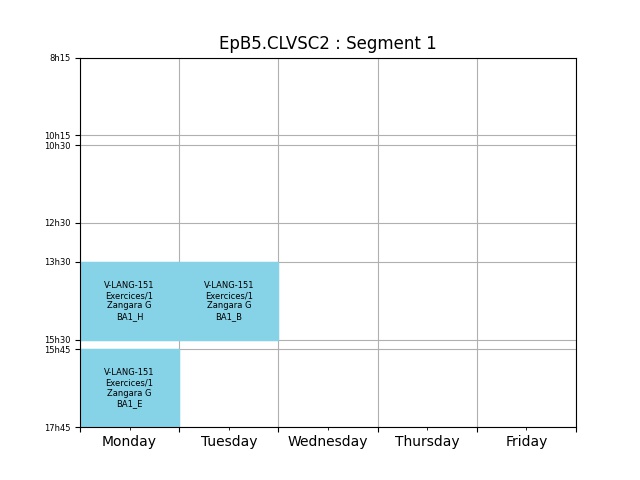 EpB5.CLVSC2 : Segment 1
8h15
10h15
10h30
12h30
13h30
V-LANG-151
Exercices/1
Zangara G
BA1_H
V-LANG-151
Exercices/1
Zangara G
BA1_B
15h30
15h45
V-LANG-151
Exercices/1
Zangara G
BA1_E
17h45
Monday
Tuesday
Wednesday
Thursday
Friday